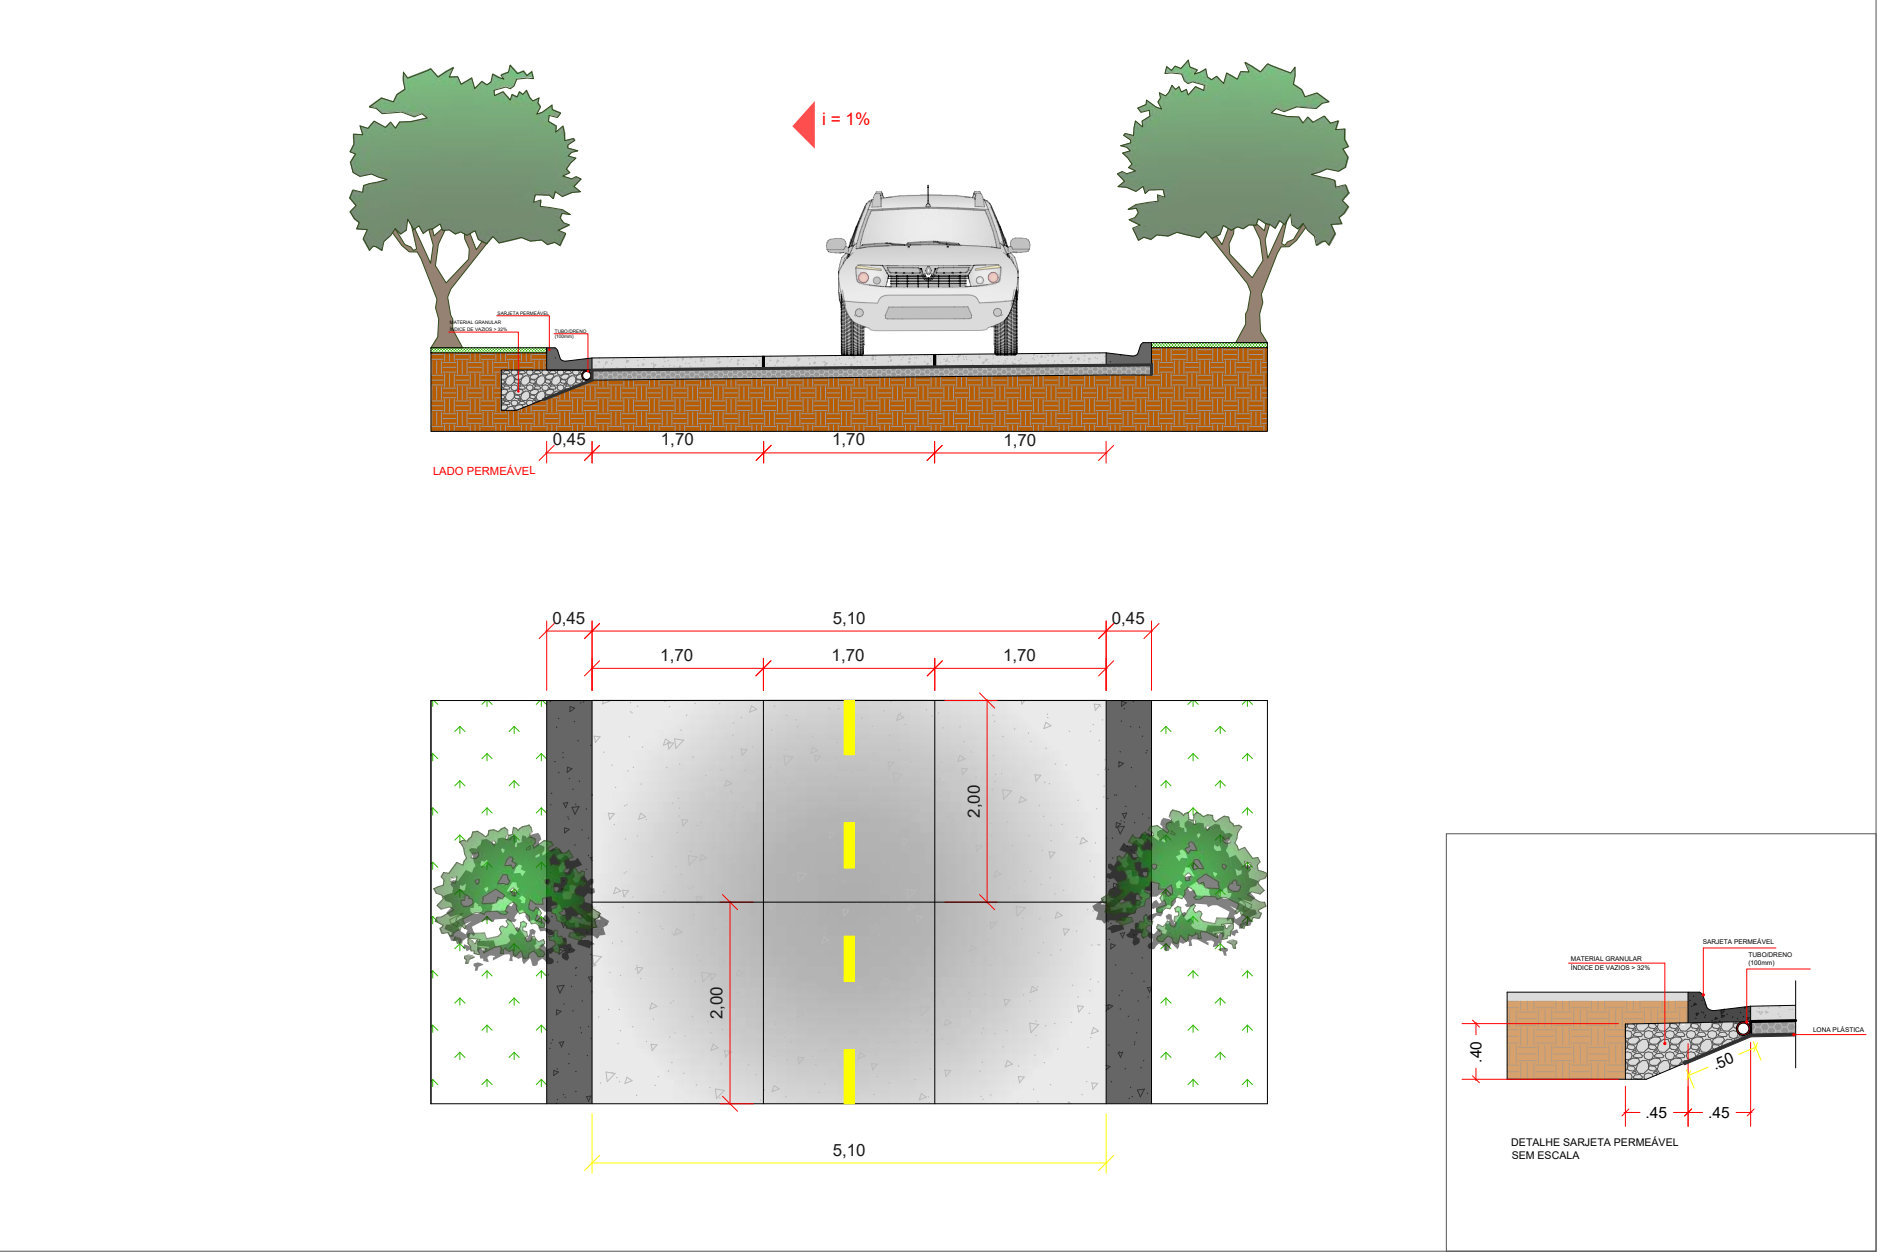 i = 1%
SARJETA PERMEÁVEL
MATERIAL GRANULAR
ÍNDICE DE VAZIOS > 32%
TUBO/DRENO
(100mm)
0,45
1,70
1,70
1,70
LADO PERMEÁVEL
0,45
5,10
0,45
1,70
1,70
1,70
2,00
2,00
5,10
SARJETA PERMEÁVEL
TUBO/DRENO
(100mm)
MATERIAL GRANULAR
ÍNDICE DE VAZIOS > 32%
LONA PLÁSTICA
.40
.50
.45
.45
DETALHE SARJETA PERMEÁVEL
SEM ESCALA